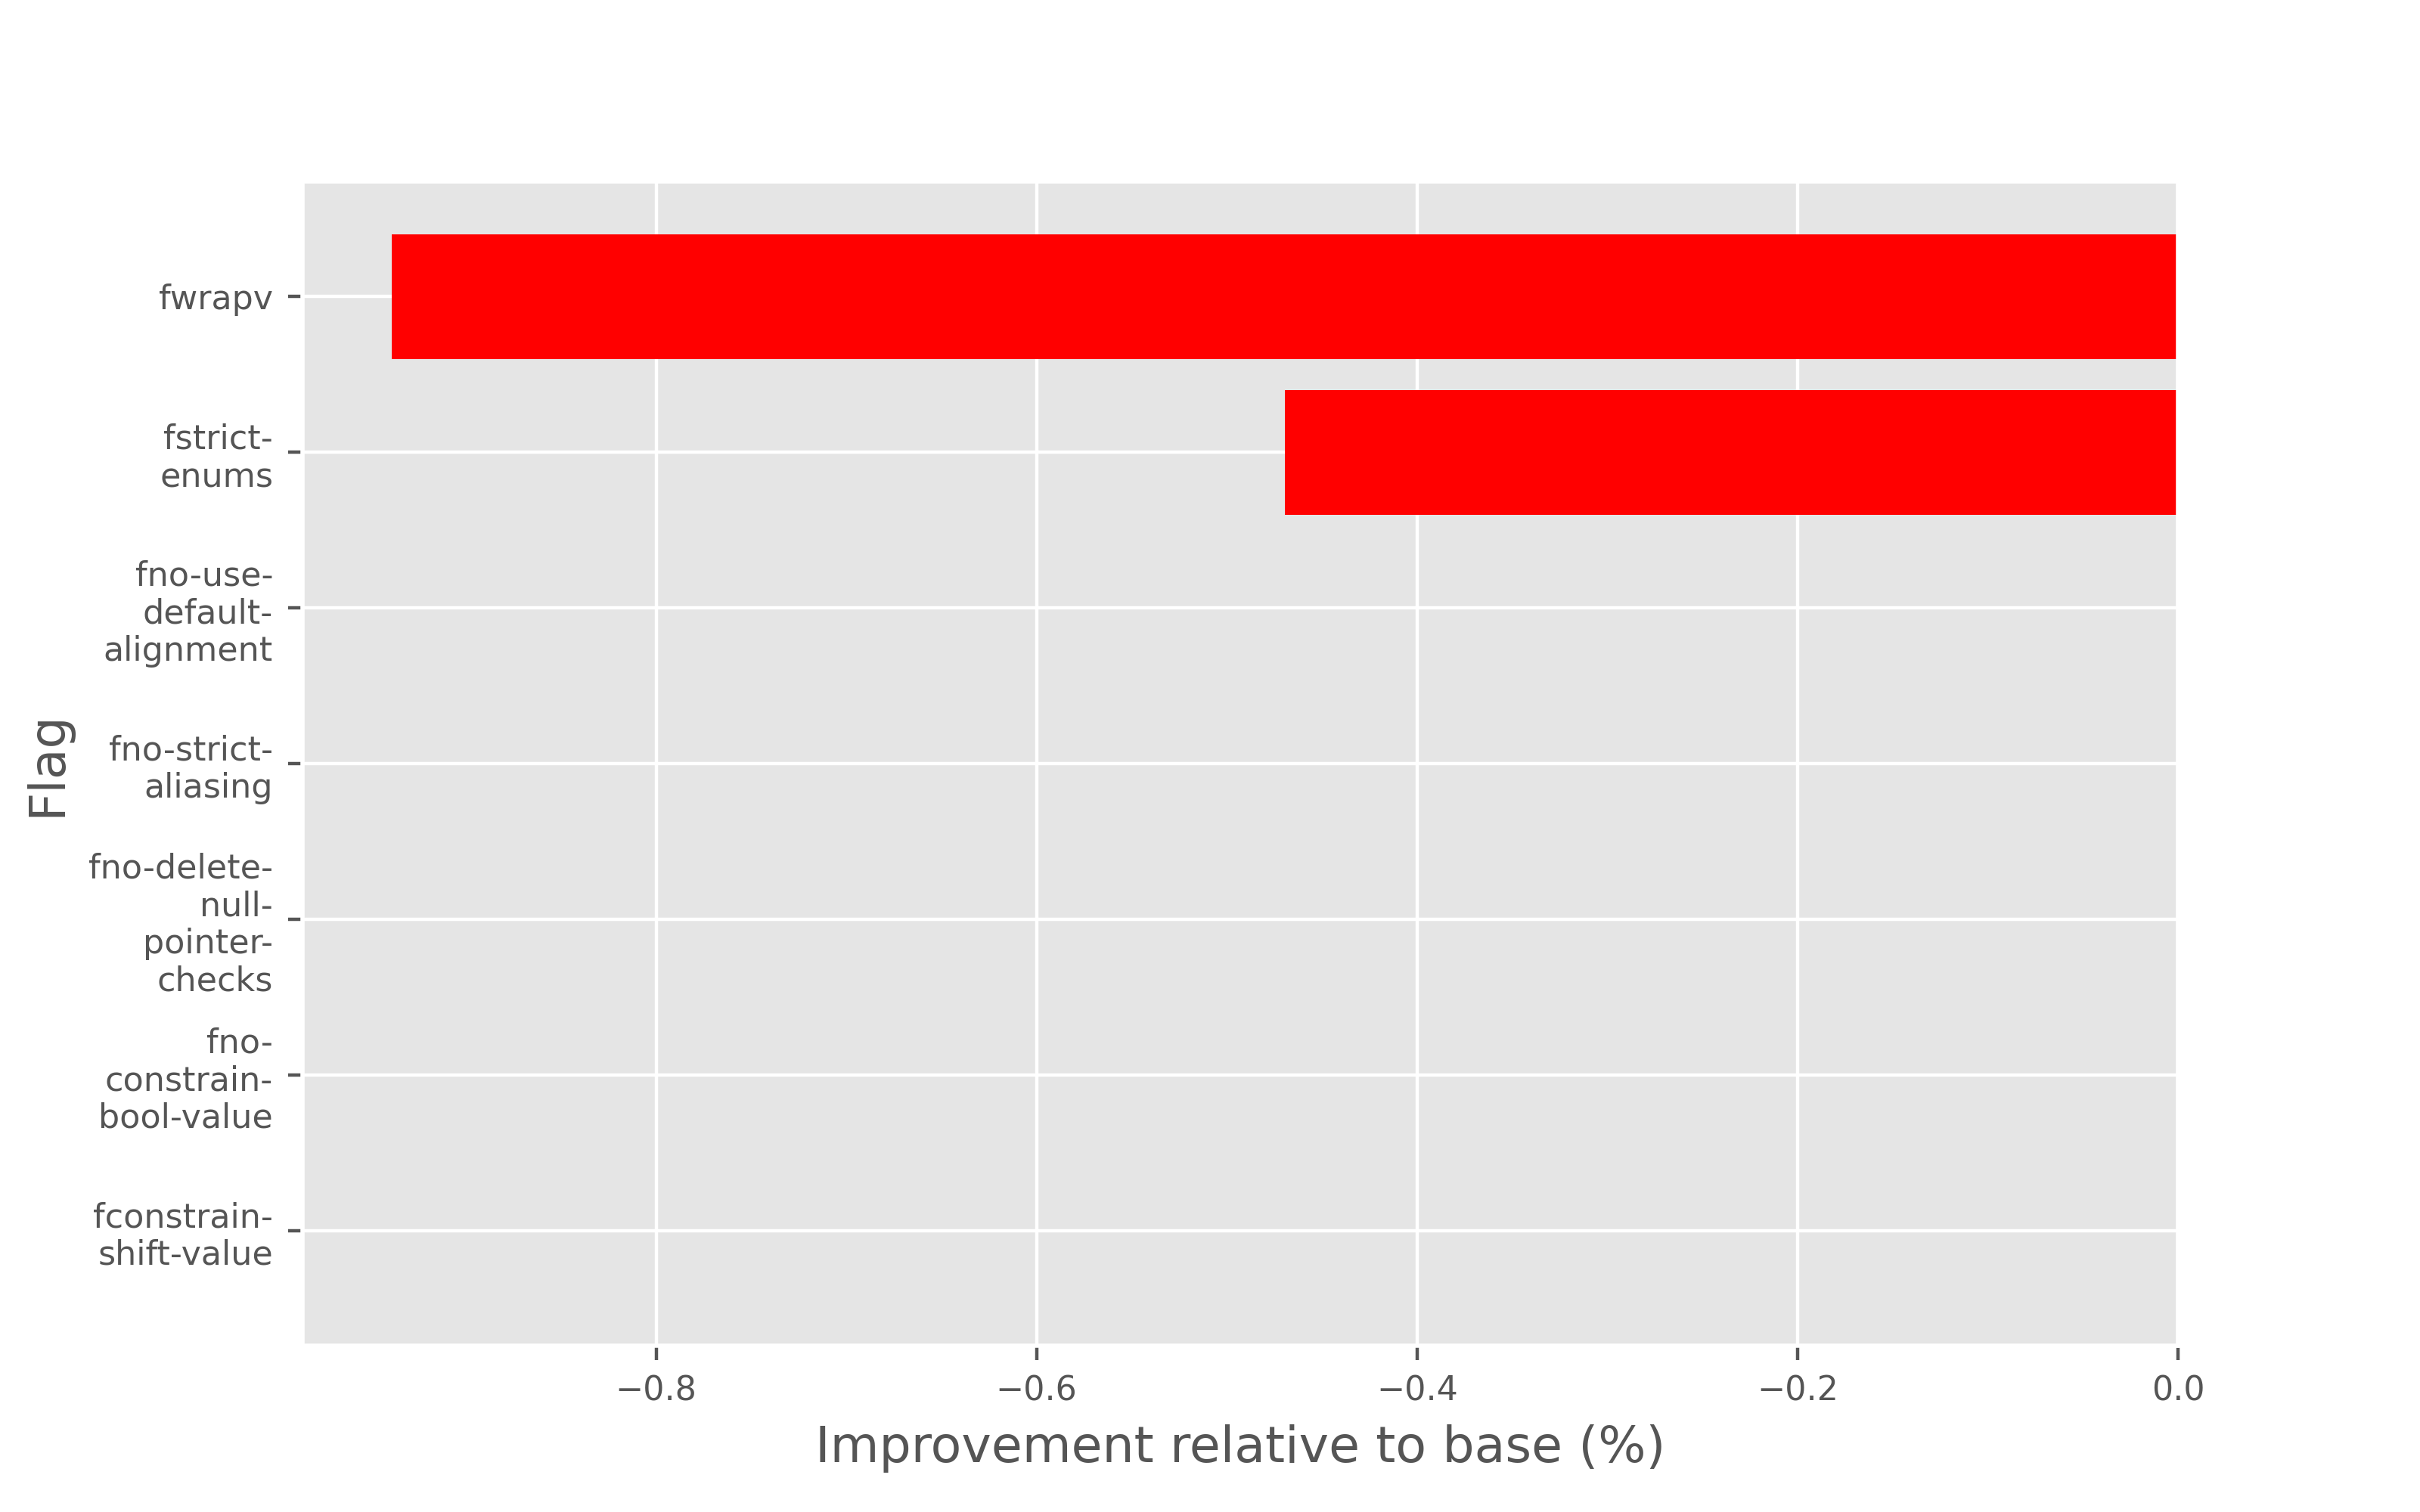 fwrapv
fstrict-
enums
fno-use-
default-
alignment
fno-strict-
aliasing
fno-delete-
null-
pointer-
checks
fno-
constrain-
bool-value
fconstrain-
shift-value
Flag
−0.8
−0.6
−0.4
−0.2
0.0
Improvement relative to base (%)